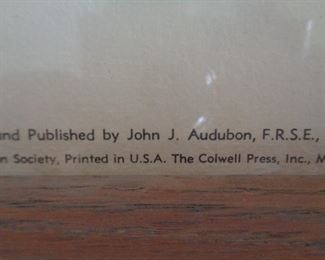 and Published by John J. Audubon, F.R.S.E.,
n Society, Printed in U.S.A. The Colwell Press, Inc., M